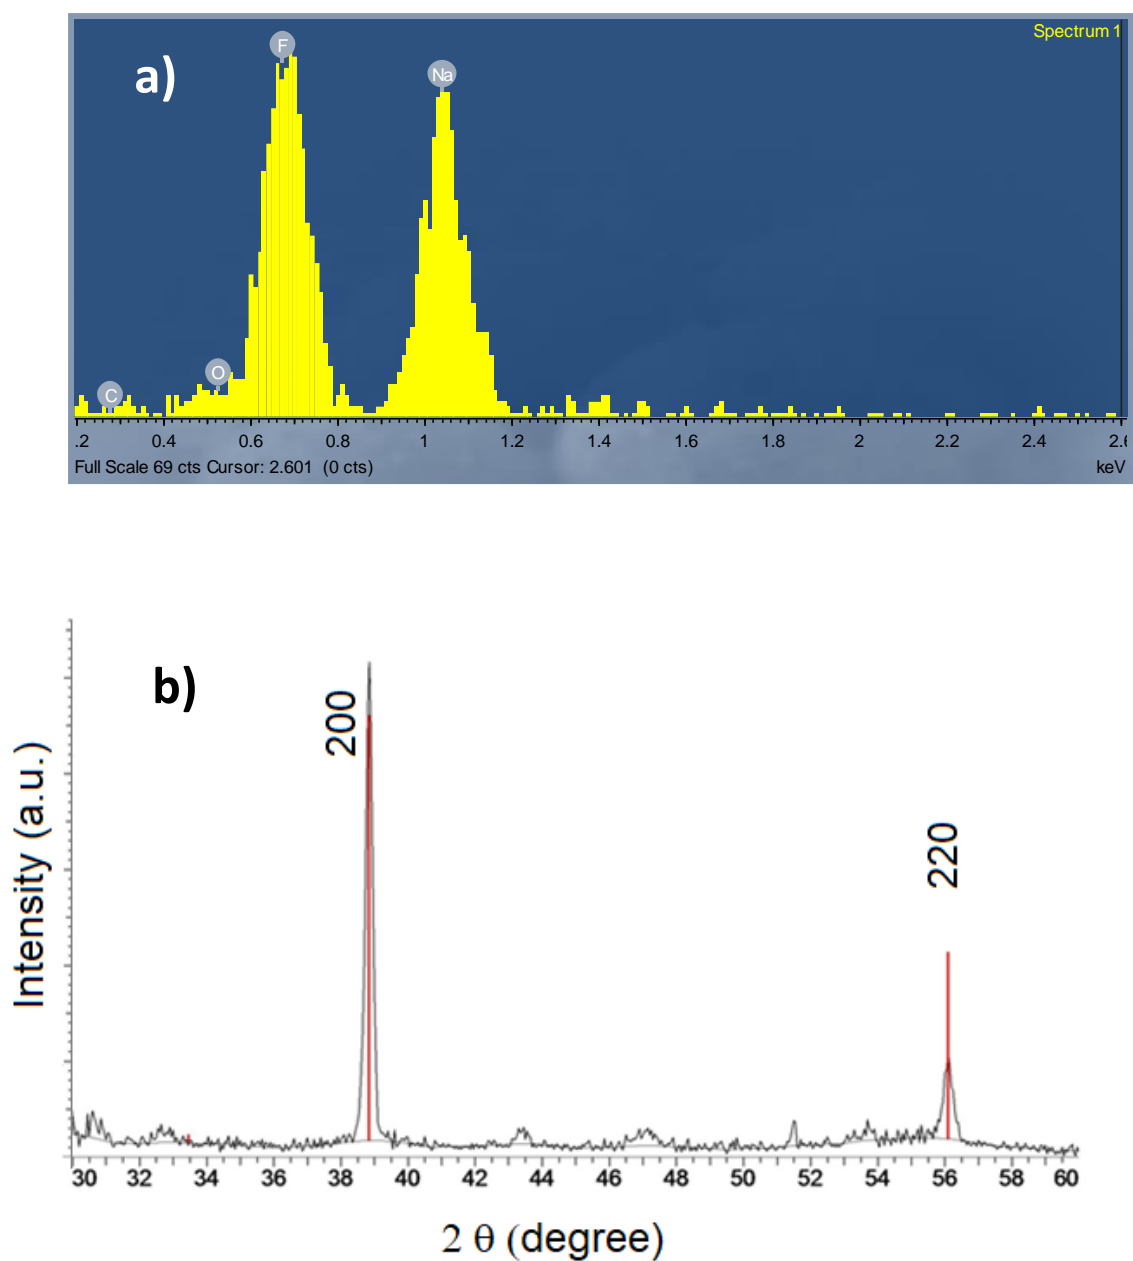 Spectrum 1
a)
F
Na
O
C
.2 0.4 0.6 0.8 1 1.2 1.4 1.6 1.8 2 2.2 2.4 2.6
Full Scale 69 cts Cursor: 2.601 (0 cts) keV
b)
200
220
Intensity (a.u.)
30 32 34 36 38 40 42 44 46 48 50 52 54 56 58 60
2 θ (degree)